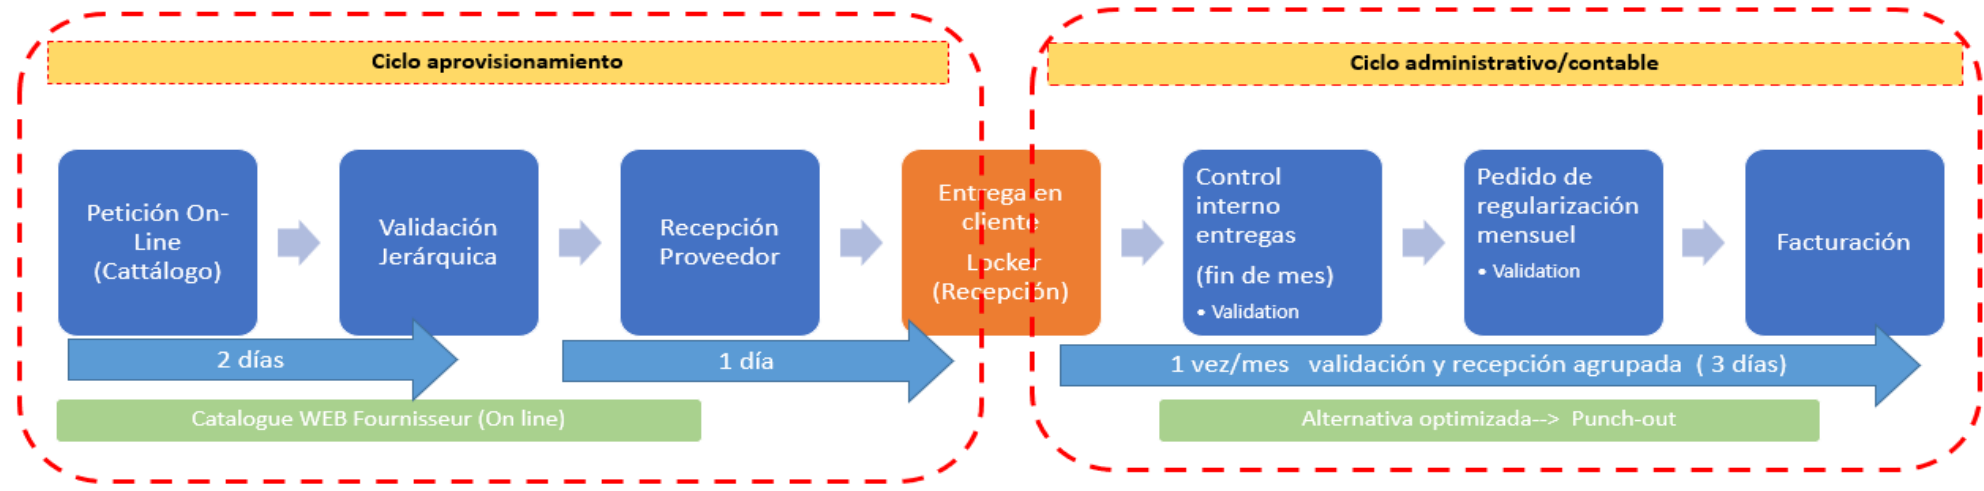 Ciclo aprovisionamiento
Ciclo administrativo/contable
Petición On-
Line
(Cattálogo)
Validación
Jerárquica
Recepción
Proveedor
Entrega en
cliente
Locker
(Recepción)
Control
interno
entregas
(fin de mes)
• Validation
Pedido de
regularización
mensuel
• Validation
Facturación
2 días
1 día
1 vez/mes validación y recepción agrupada ( 3 días)
Catalogue WEB Fournisseur (On line)
Alternativa optimizada--> Punch-out